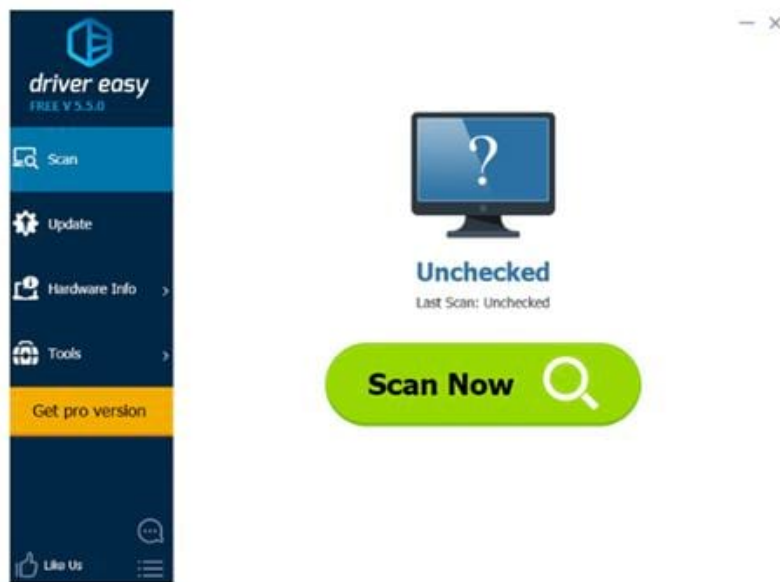 driver easy
FREE V 5.5.0
Scan
Update
Hardware Info
Tools
Get pro version
Like Us
?
Unchecked
Last Scan: Unchecked
Scan Now